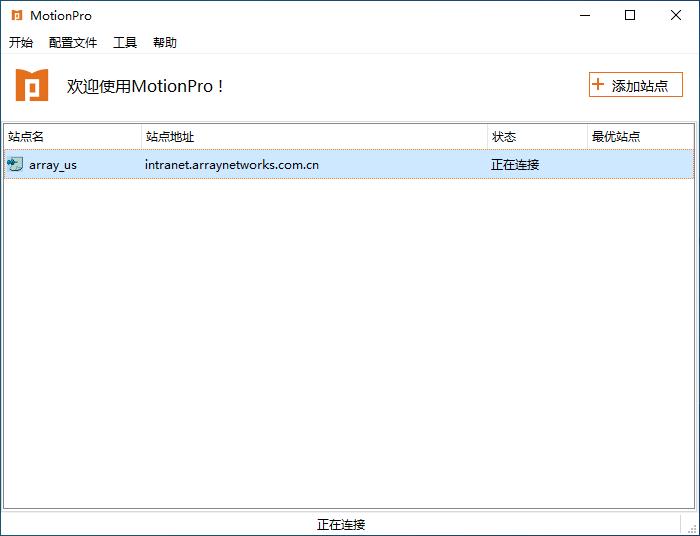 MotionPro
开始 配置文件 工具 帮助
欢迎使用MotionPro！
添加站点
站点名 站点地址 状态 最优站点
array_us intranet.arraynetworks.com.cn 正在连接
正在连接